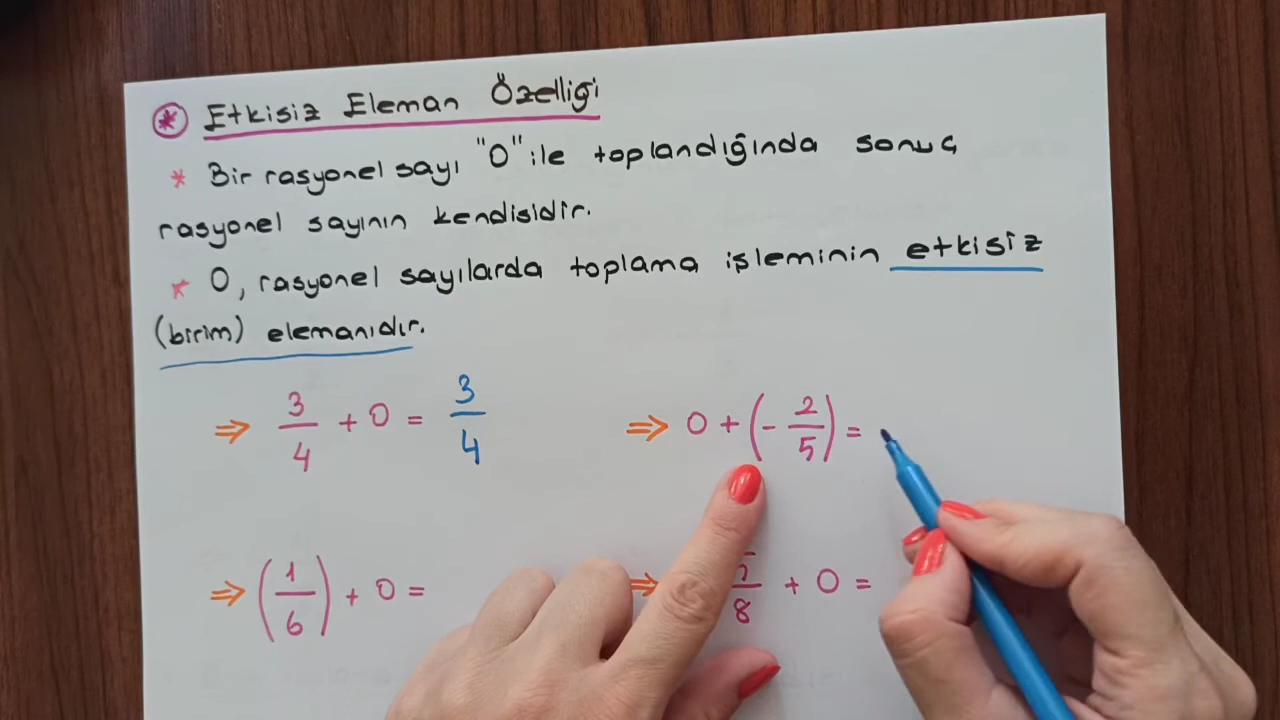 * Etkisiz Eleman Özelliği
* Bir rasyonel sayı "0" ile toplandığında sonuç
rasyonel sayının kendisidir.
* 0, rasyonel sayılarda toplama işleminin etkisiz
(birim) elemanıdır.
⇒ 3/4 + 0 = 3/4
⇒ 0 + (- 2/5) =
⇒ (1/6) + 0 =
⇒ /8 + 0 =